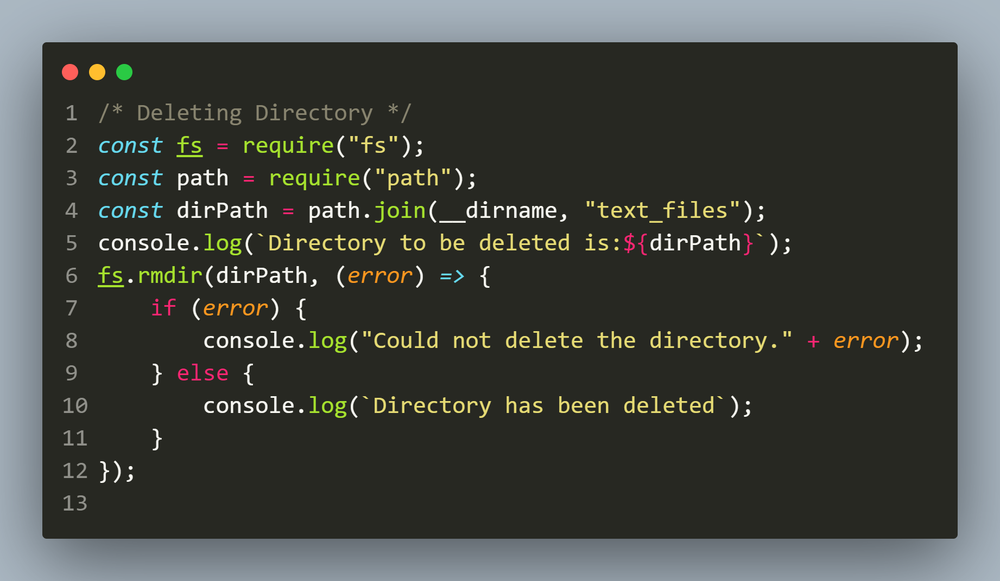 1 /* Deleting Directory */
2 const fs = require("fs");
3 const path = require("path");
4 const dirPath = path.join(__dirname, "text_files");
5 console.log(`Directory to be deleted is:${dirPath}`);
6 fs.rmdir(dirPath, (error) => {
7     if (error) {
8         console.log("Could not delete the directory." + error);
9     } else {
10         console.log(`Directory has been deleted`);
11     }
12 });
13